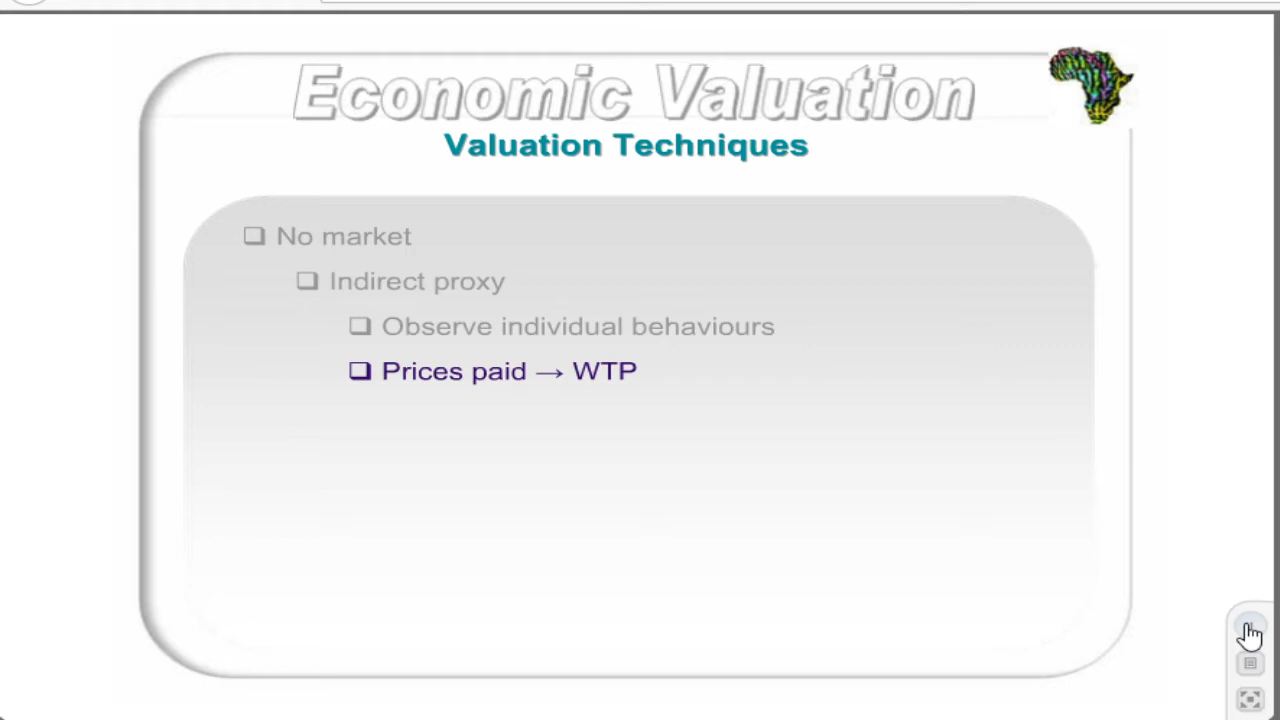 Economic Valuation
Valuation Techniques
❑ No market
❑ Indirect proxy
❑ Observe individual behaviours
❑ Prices paid → WTP